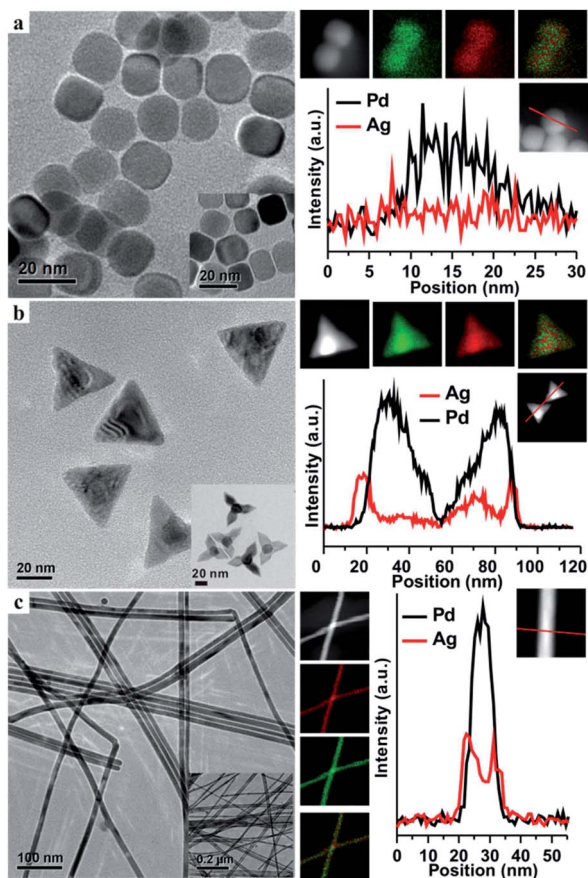 a
20 nm
20 nm
Pd
Ag
Intensity (a.u.)
0 5 10 15 20 25 30
Position (nm)
b
20 nm
20 nm
Ag
Pd
Intensity (a.u.)
0 20 40 60 80 100 120
Position (nm)
c
100 nm
0.2 µm
Pd
Ag
Intensity (a.u.)
0 10 20 30 40 50
Position (nm)